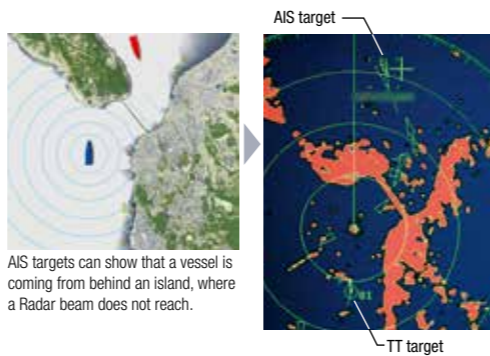 AIS target
AIS targets can show that a vessel is
coming from behind an island, where
a Radar beam does not reach.
TT target